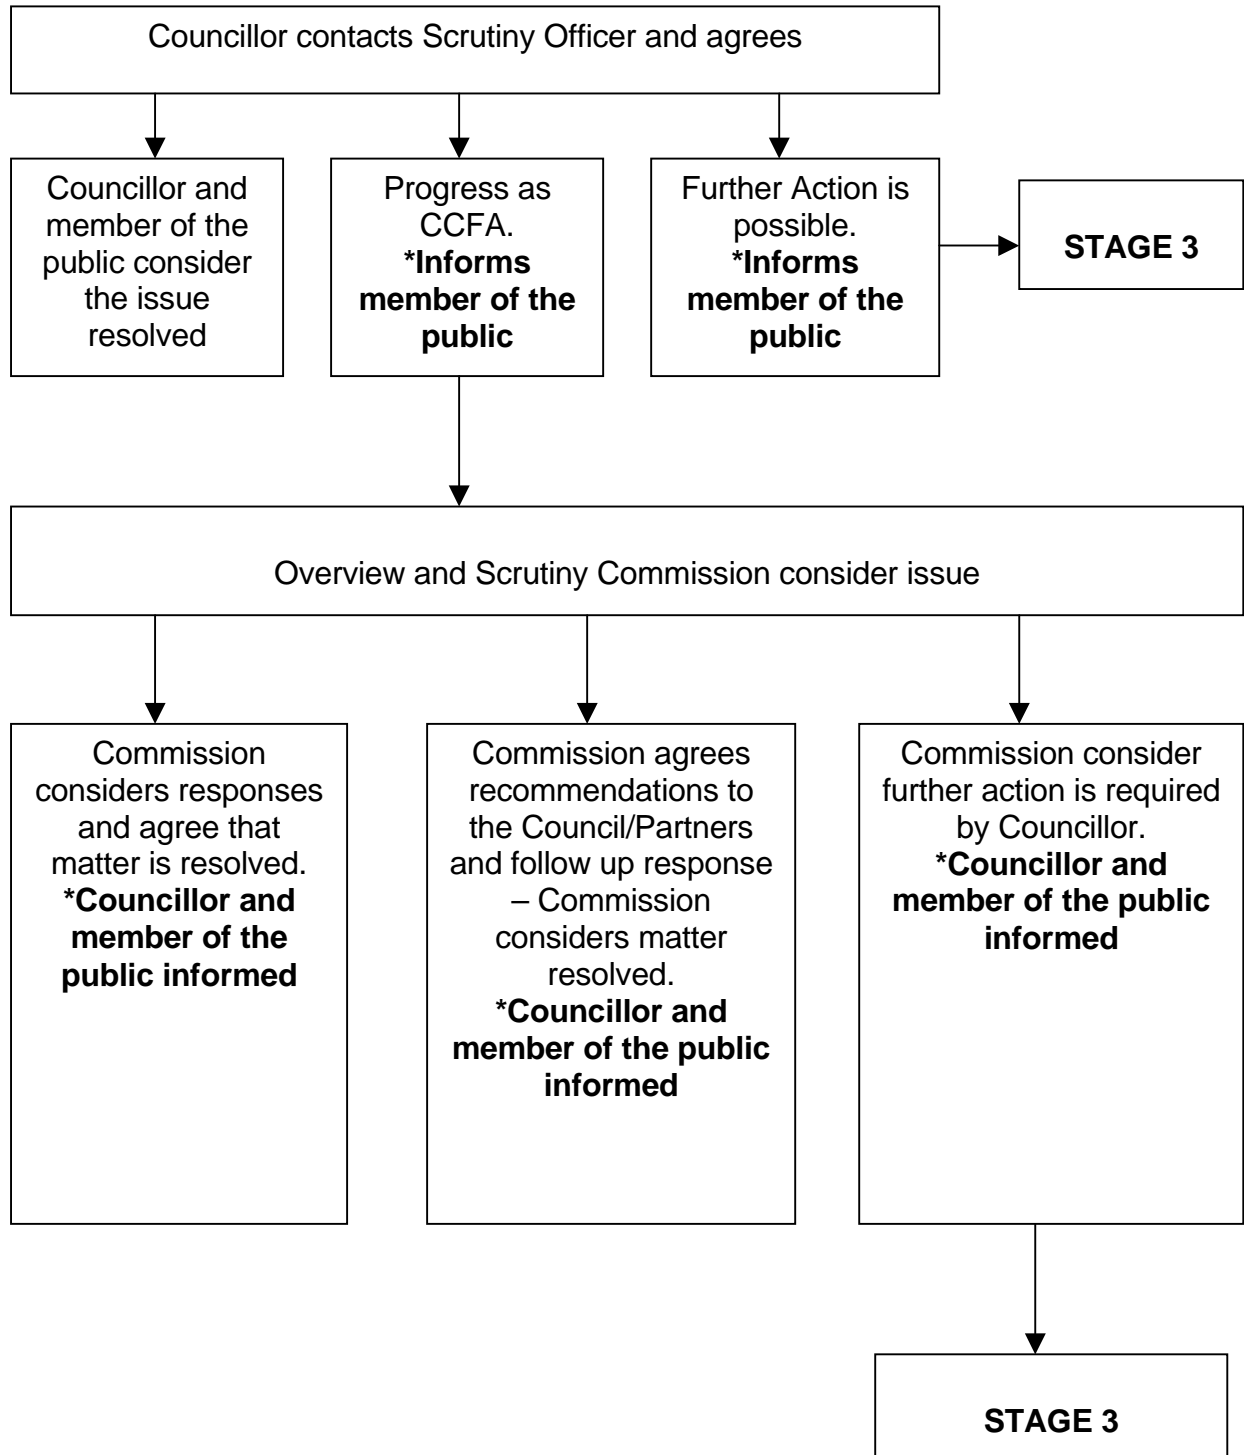 Councillor contacts Scrutiny Officer and agrees
Councillor and
member of the
public consider
the issue
resolved
Progress as
CCFA.
*Informs
member of the
public
Further Action is
possible.
*Informs
member of the
public
STAGE 3
Overview and Scrutiny Commission consider issue
Commission
considers responses
and agree that
matter is resolved.
*Councillor and
member of the
public informed
Commission agrees
recommendations to
the Council/Partners
and follow up response
– Commission
considers matter
resolved.
*Councillor and
member of the public
informed
Commission consider
further action is required
by Councillor.
*Councillor and
member of the public
informed
STAGE 3